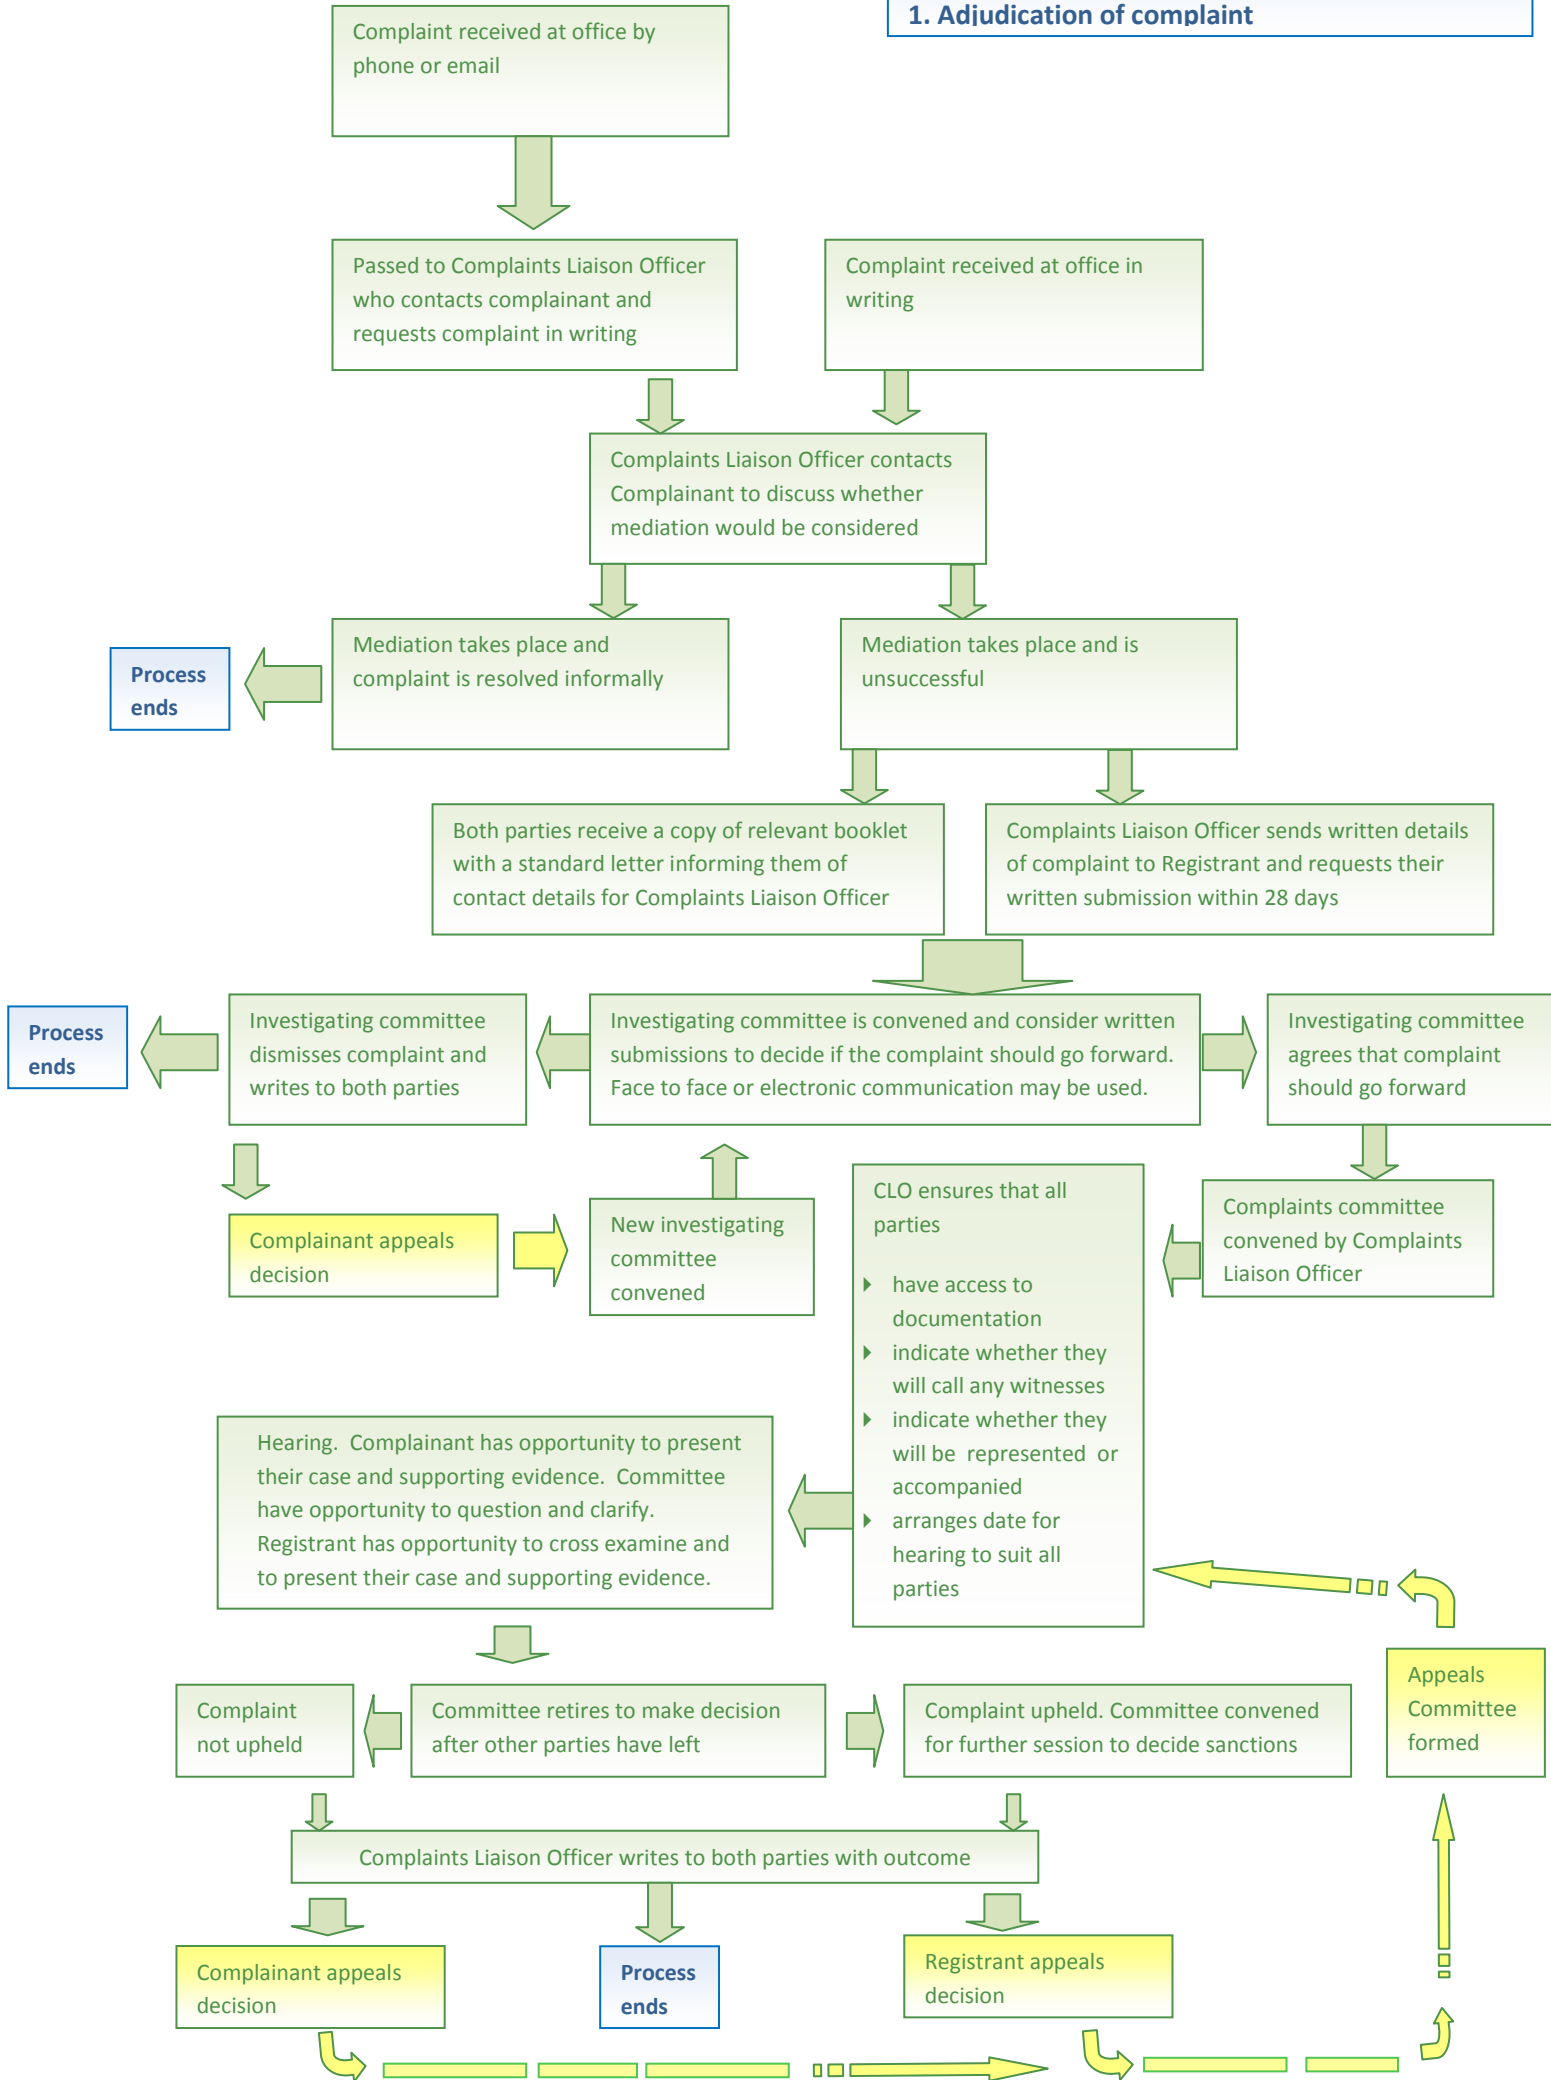 1. Adjudication of complaint
Complaint received at office by
phone or email
Passed to Complaints Liaison Officer
who contacts complainant and
requests complaint in writing
Complaint received at office in
writing
Complaints Liaison Officer contacts
Complainant to discuss whether
mediation would be considered
Process
ends
Mediation takes place and
complaint is resolved informally
Mediation takes place and is
unsuccessful
Both parties receive a copy of relevant booklet
with a standard letter informing them of
contact details for Complaints Liaison Officer
Complaints Liaison Officer sends written details
of complaint to Registrant and requests their
written submission within 28 days
Process
ends
Investigating committee
dismisses complaint and
writes to both parties
Investigating committee is convened and consider written
submissions to decide if the complaint should go forward.
Face to face or electronic communication may be used.
Investigating committee
agrees that complaint
should go forward
Complainant appeals
decision
New investigating
committee
convened
CLO ensures that all
parties
have access to
documentation
indicate whether they
will call any witnesses
indicate whether they
will be represented or
accompanied
arranges date for
hearing to suit all
parties
Complaints committee
convened by Complaints
Liaison Officer
Hearing. Complainant has opportunity to present
their case and supporting evidence. Committee
have opportunity to question and clarify.
Registrant has opportunity to cross examine and
to present their case and supporting evidence.
Complaint
not upheld
Committee retires to make decision
after other parties have left
Complaint upheld. Committee convened
for further session to decide sanctions
Appeals
Committee
formed
Complaints Liaison Officer writes to both parties with outcome
Complainant appeals
decision
Process
ends
Registrant appeals
decision